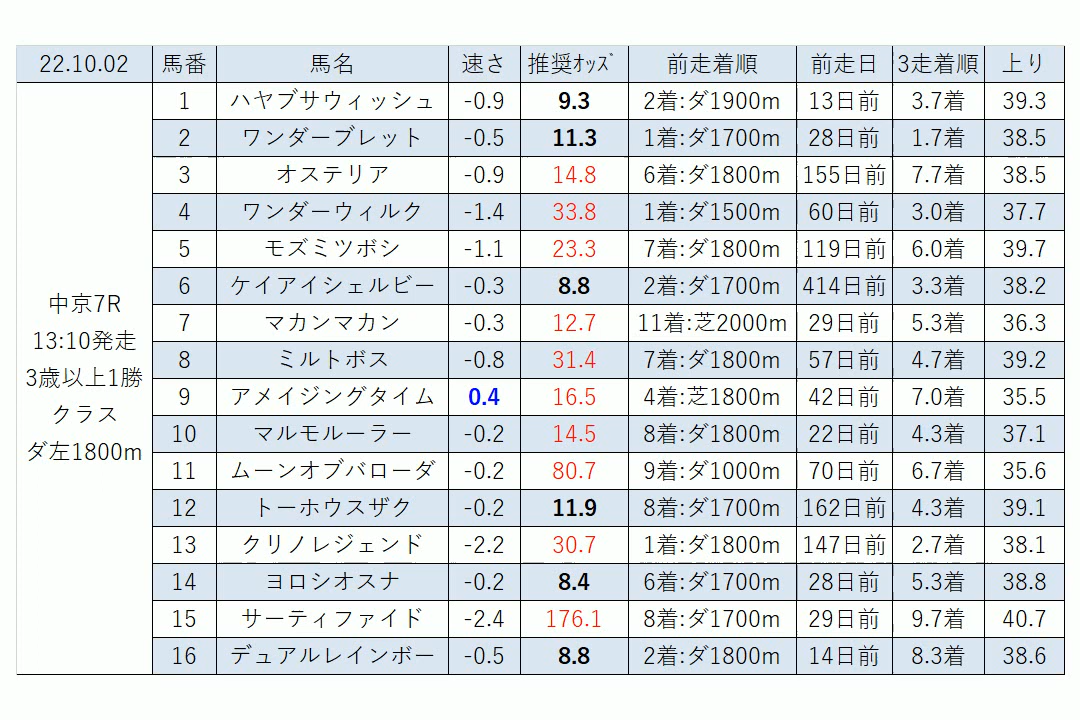 22.10.02 馬番 馬名 速さ 推奨ｵｯｽﾞ 前走着順 前走日 3走着順 上り
1 ハヤブサウィッシュ -0.9 9.3 2着:ダ1900m 13日前 3.7着 39.3
2 ワンダーブレット -0.5 11.3 1着:ダ1700m 28日前 1.7着 38.5
3 オステリア -0.9 14.8 6着:ダ1800m 155日前 7.7着 38.5
4 ワンダーウィルク -1.4 33.8 1着:ダ1500m 60日前 3.0着 37.7
5 モズミツボシ -1.1 23.3 7着:ダ1800m 119日前 6.0着 39.7
6 ケイアイシェルビー -0.3 8.8 2着:ダ1700m 414日前 3.3着 38.2
中京7R
7 マカンマカン -0.3 12.7 11着:芝2000m 29日前 5.3着 36.3
13:10発走
8 ミルトボス -0.8 31.4 7着:ダ1800m 57日前 4.7着 39.2
3歳以上1勝
9 アメイジングタイム 0.4 16.5 4着:芝1800m 42日前 7.0着 35.5
クラス
10 マルモルーラー -0.2 14.5 8着:ダ1800m 22日前 4.3着 37.1
ダ左1800m
11 ムーンオブバローダ -0.2 80.7 9着:ダ1000m 70日前 6.7着 35.6
12 トーホウスザク -0.2 11.9 8着:ダ1700m 162日前 4.3着 39.1
13 クリノレジェンド -2.2 30.7 1着:ダ1800m 147日前 2.7着 38.1
14 ヨロシオスナ -0.2 8.4 6着:ダ1700m 28日前 5.3着 38.8
15 サーティファイド -2.4 176.1 8着:ダ1700m 29日前 9.7着 40.7
16 デュアルレインボー -0.5 8.8 2着:ダ1800m 14日前 8.3着 38.6